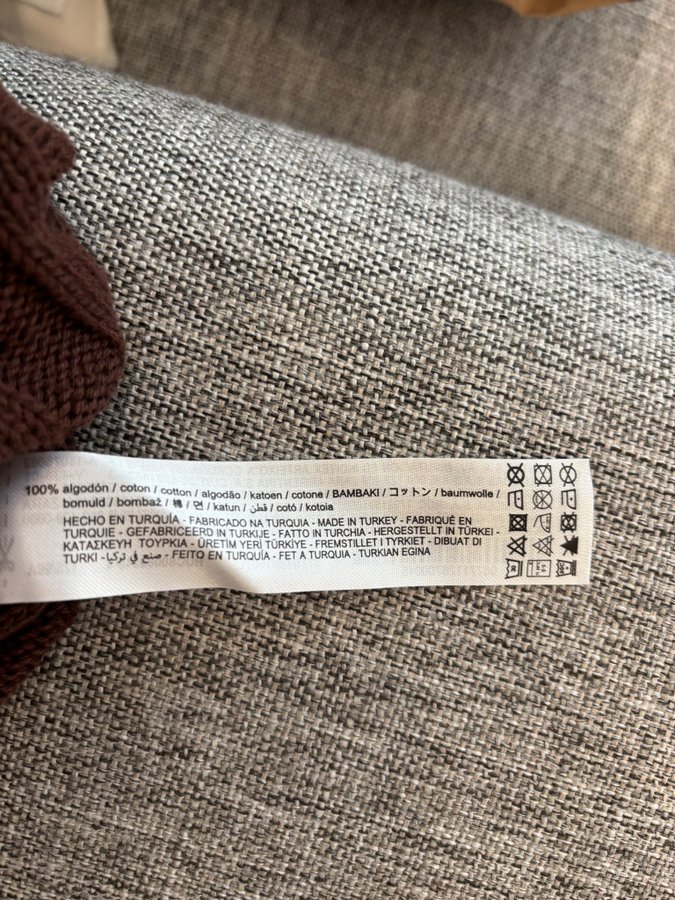 100% algodón / coton / cotton / algodão / katoen / cotone / BAMBAKI / コットン / baumwolle /
bomuld / bombaž / 棉 / 면 / katun / قطن / cotó / kotoia
HECHO EN TURQUÍA - FABRICADO NA TURQUIA - MADE IN TURKEY - FABRIQUÉ EN
TURQUIE - GEFABRICEERD IN TURKIJE - FATTO IN TURCHIA - HERGESTELLT IN TÜRKEI -
ΚΑΤΑΣΚΕΥΗ ΤΟΥΡΚΙΑ - ÜRETİM YERİ TÜRKİYE - FREMSTILLET I TYRKIET - DIBUAT DI
TURKI - صنع في تركيا - FEITO EN TURQUÍA - FET A TURQUIA - TURKIAN EGINA